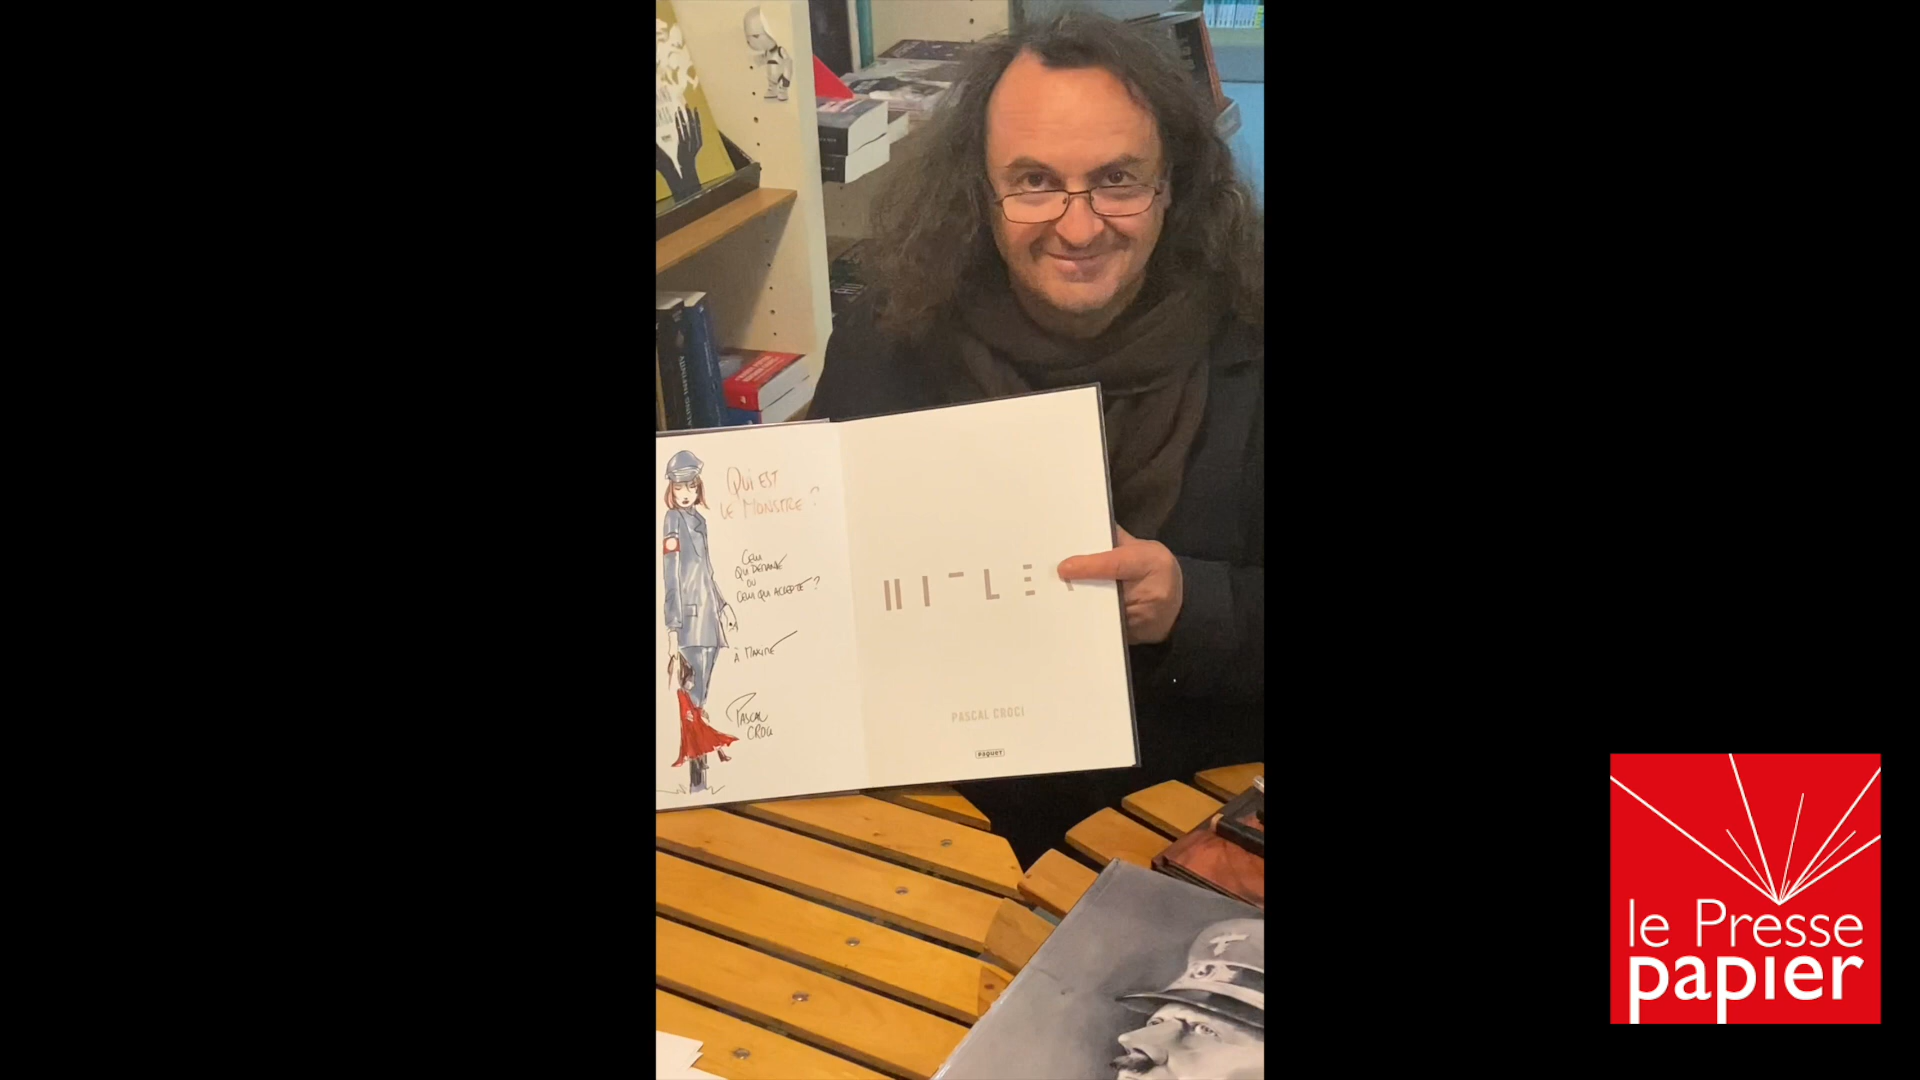 QUI EST
LE MONSTRE ?
CELUI
QUI DEMANDE
OU
CELUI QUI ACCEPTE ?
À MAXIME
PASCAL
CROCI
HITLER
PASCAL CROCI
PAQUET
le Presse
papier